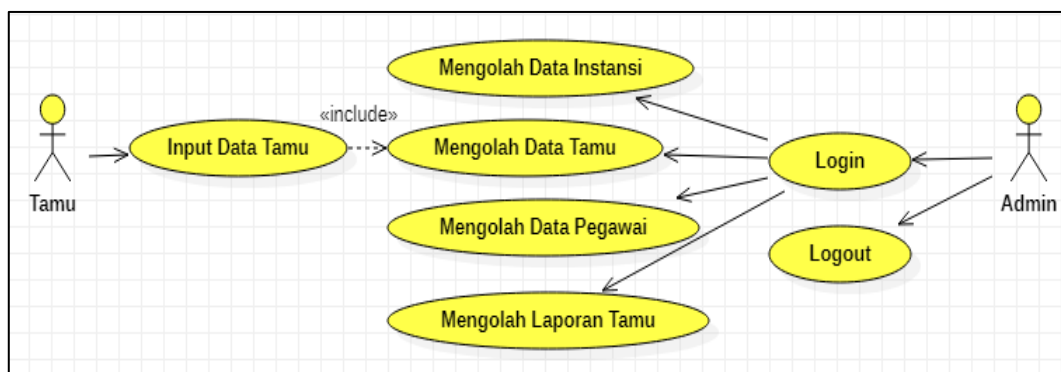 Mengolah Data Instansi
«include»
Input Data Tamu
Mengolah Data Tamu
Login
Tamu
Admin
Mengolah Data Pegawai
Logout
Mengolah Laporan Tamu